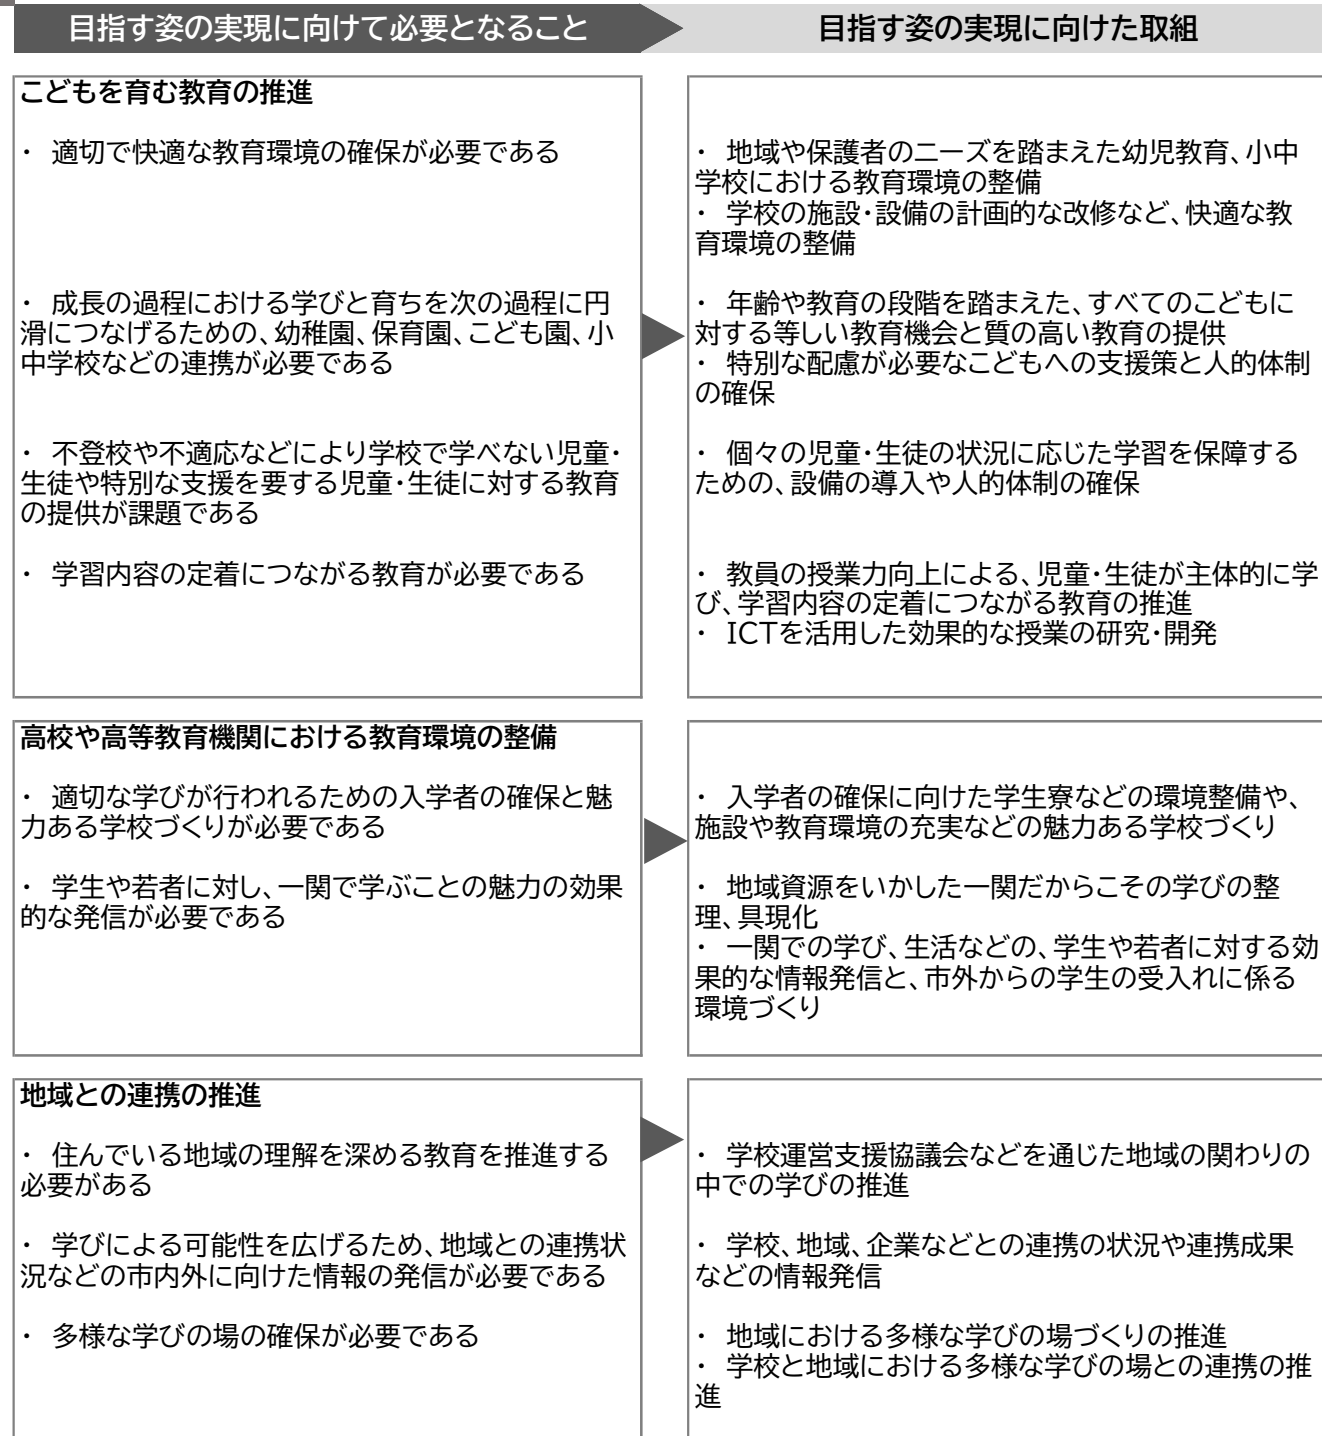 目指す姿の実現に向けて必要となること
目指す姿の実現に向けた取組
こどもを育む教育の推進
・ 適切で快適な教育環境の確保が必要である
・ 成長の過程における学びと育ちを次の過程に円
滑につなげるための、幼稚園、保育園、こども園、小
中学校などの連携が必要である
・ 不登校や不適応などにより学校で学べない児童・
生徒や特別な支援を要する児童・生徒に対する教育
の提供が課題である
・ 学習内容の定着につながる教育が必要である
・ 地域や保護者のニーズを踏まえた幼児教育、小中
学校における教育環境の整備
・ 学校の施設・設備の計画的な改修など、快適な教
育環境の整備
・ 年齢や教育の段階を踏まえた、すべてのこどもに
対する等しい教育機会と質の高い教育の提供
・ 特別な配慮が必要なこどもへの支援策と人的体制
の確保
・ 個々の児童・生徒の状況に応じた学習を保障する
ための、設備の導入や人的体制の確保
・ 教員の授業力向上による、児童・生徒が主体的に学
び、学習内容の定着につながる教育の推進
・ ICTを活用した効果的な授業の研究・開発
高校や高等教育機関における教育環境の整備
・ 適切な学びが行われるための入学者の確保と魅
力ある学校づくりが必要である
・ 学生や若者に対し、一関で学ぶことの魅力の効果
的な発信が必要である
・ 入学者の確保に向けた学生寮などの環境整備や、
施設や教育環境の充実などの魅力ある学校づくり
・ 地域資源をいかした一関だからこその学びの整
理、具現化
・ 一関での学び、生活などの、学生や若者に対する効
果的な情報発信と、市外からの学生の受入れに係る
環境づくり
地域との連携の推進
・ 住んでいる地域の理解を深める教育を推進する
必要がある
・ 学びによる可能性を広げるため、地域との連携状
況などの市内外に向けた情報の発信が必要である
・ 多様な学びの場の確保が必要である
・ 学校運営支援協議会などを通じた地域の関わりの
中での学びの推進
・ 学校、地域、企業などとの連携の状況や連携成果
などの情報発信
・ 地域における多様な学びの場づくりの推進
・ 学校と地域における多様な学びの場との連携の推
進